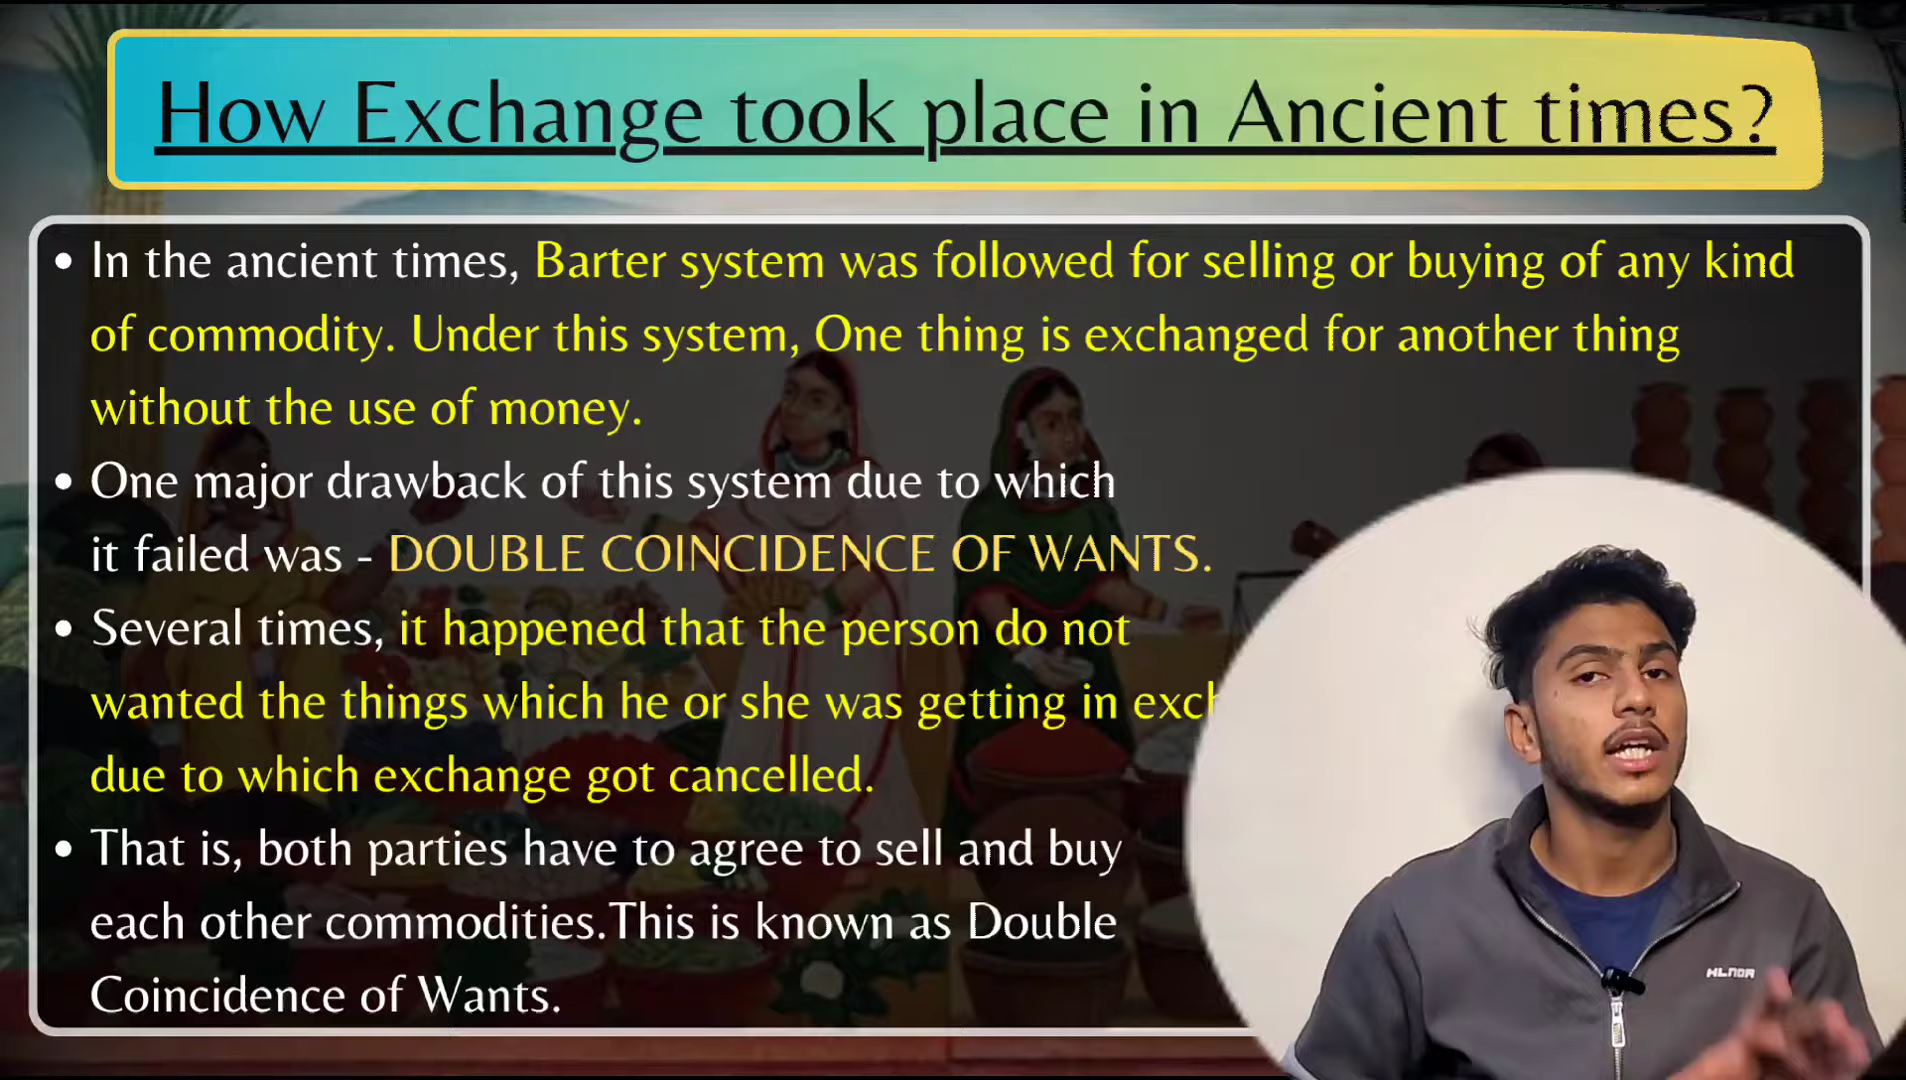 How Exchange took place in Ancient times?
• In the ancient times, Barter system was followed for selling or buying of any kind
of commodity. Under this system, One thing is exchanged for another thing
without the use of money.
• One major drawback of this system due to which
it failed was - DOUBLE COINCIDENCE OF WANTS.
• Several times, it happened that the person do not
wanted the things which he or she was getting in
due to which exchange got cancelled.
• That is, both parties have to agree to sell and buy
each other commodities.This is known as Double
Coincidence of Wants.